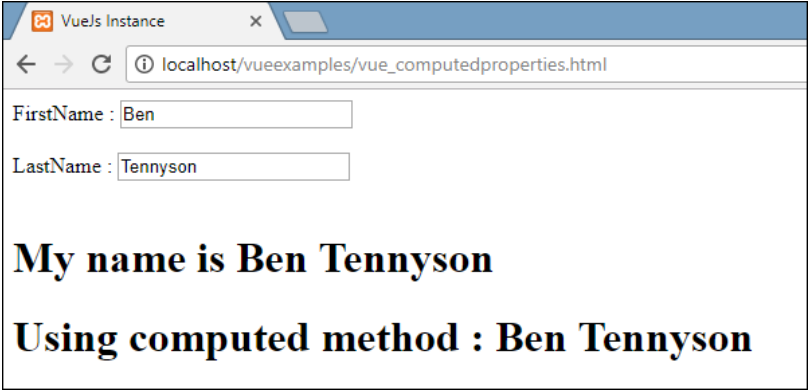 VueJs Instance
localhost/vueexamples/vue_computedproperties.html
FirstName : Ben
LastName : Tennyson
My name is Ben Tennyson
Using computed method : Ben Tennyson